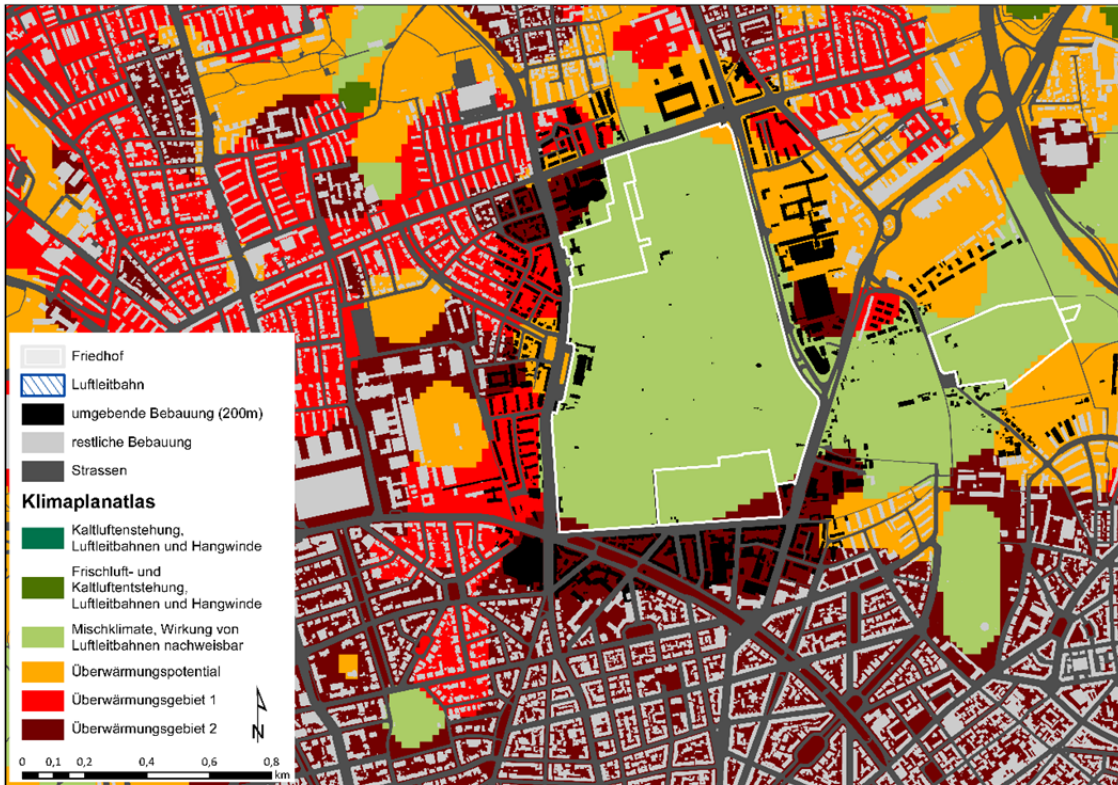 Friedhof
Luftleitbahn
umgebende Bebauung (200m)
restliche Bebauung
Strassen
Klimaplanatlas
Kaltluftenstehung,
Luftleitbahnen und Hangwinde
Frischluft- und
Kaltluftentstehung,
Luftleitbahnen und Hangwinde
Mischklimate, Wirkung von
Luftleitbahnen nachweisbar
Überwärmungspotential
Überwärmungsgebiet 1
Überwärmungsgebiet 2
N
0 0,1 0,2 0,4 0,6 0,8
km